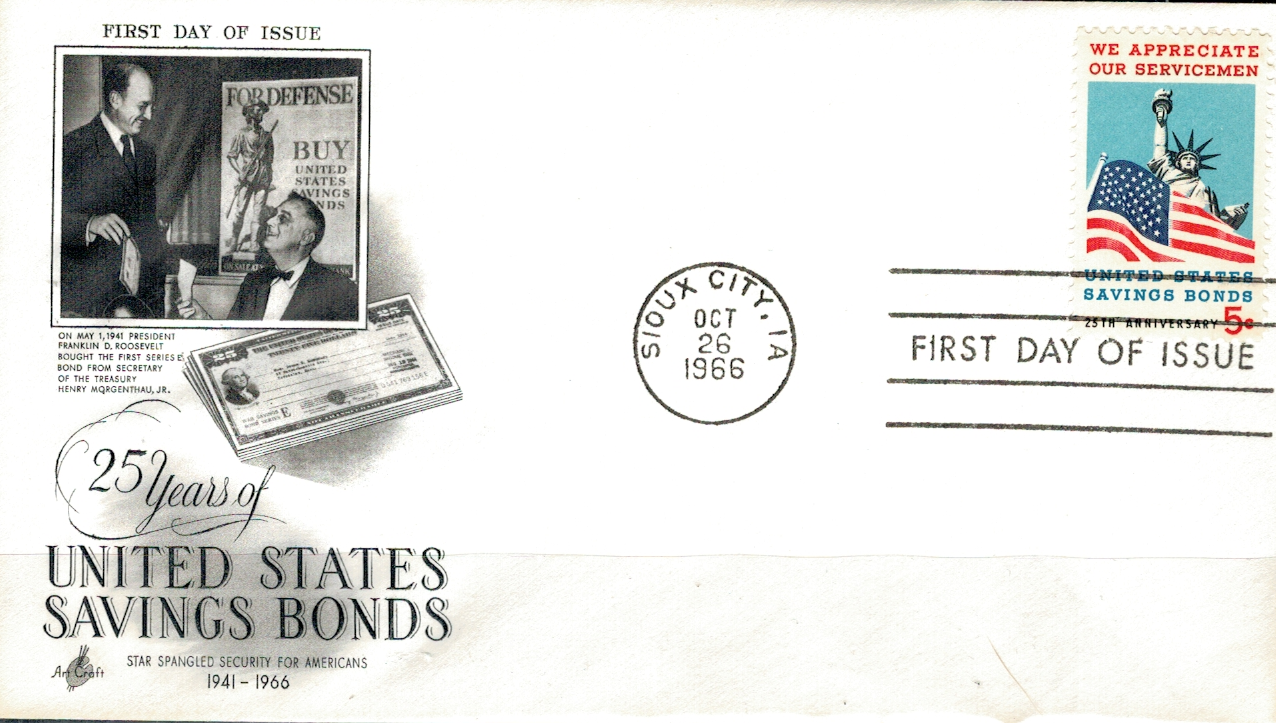 FIRST DAY OF ISSUE
FOR DEFENSE
BUY
UNITED
STATES
SAVINGS
NDS
ON MAY 1, 1941 PRESIDENT
FRANKLIN D. ROOSEVELT
BOUGHT THE FIRST SERIES E
BOND FROM SECRETARY
OF THE TREASURY
HENRY MORGENTHAU, JR.
25
E
25 Years of
UNITED STATES
SAVINGS BONDS
Art Craft
STAR SPANGLED SECURITY FOR AMERICANS
1941 – 1966
SIOUX CITY, IA
OCT
26
1966
WE APPRECIATE
OUR SERVICEMEN
UNITED STATES
SAVINGS BONDS
25TH ANNIVERSARY 5c
FIRST DAY OF ISSUE